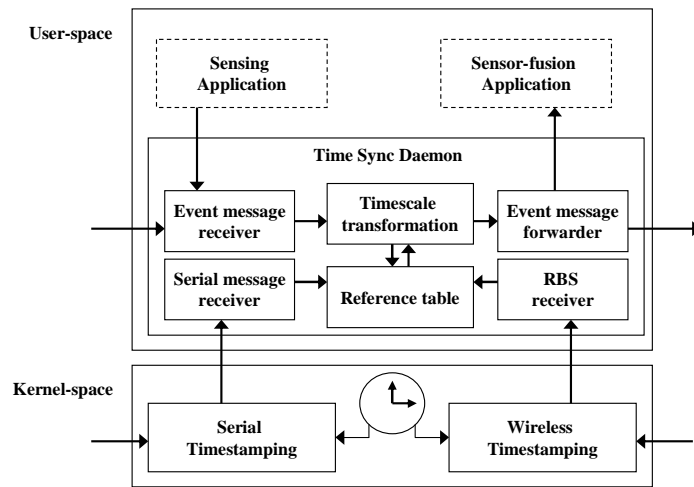 User-space
Sensing
Application
Sensor-fusion
Application
Time Sync Daemon
Event message
receiver
Timescale
transformation
Event message
forwarder
Serial message
receiver
Reference table
RBS
receiver
Kernel-space
Serial
Timestamping
Wireless
Timestamping